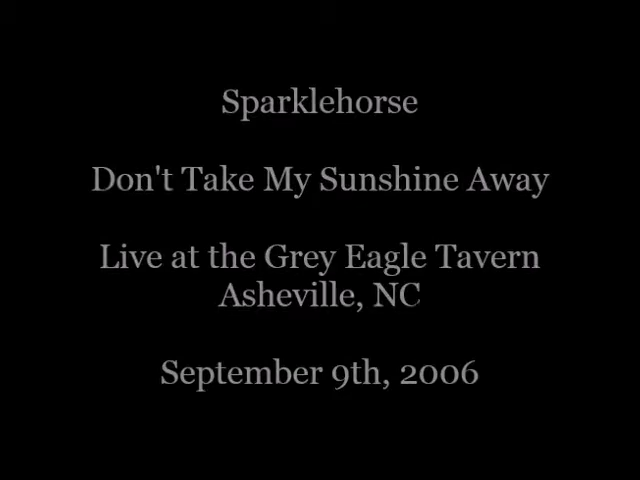 Sparklehorse
Don't Take My Sunshine Away
Live at the Grey Eagle Tavern
Asheville, NC
September 9th, 2006